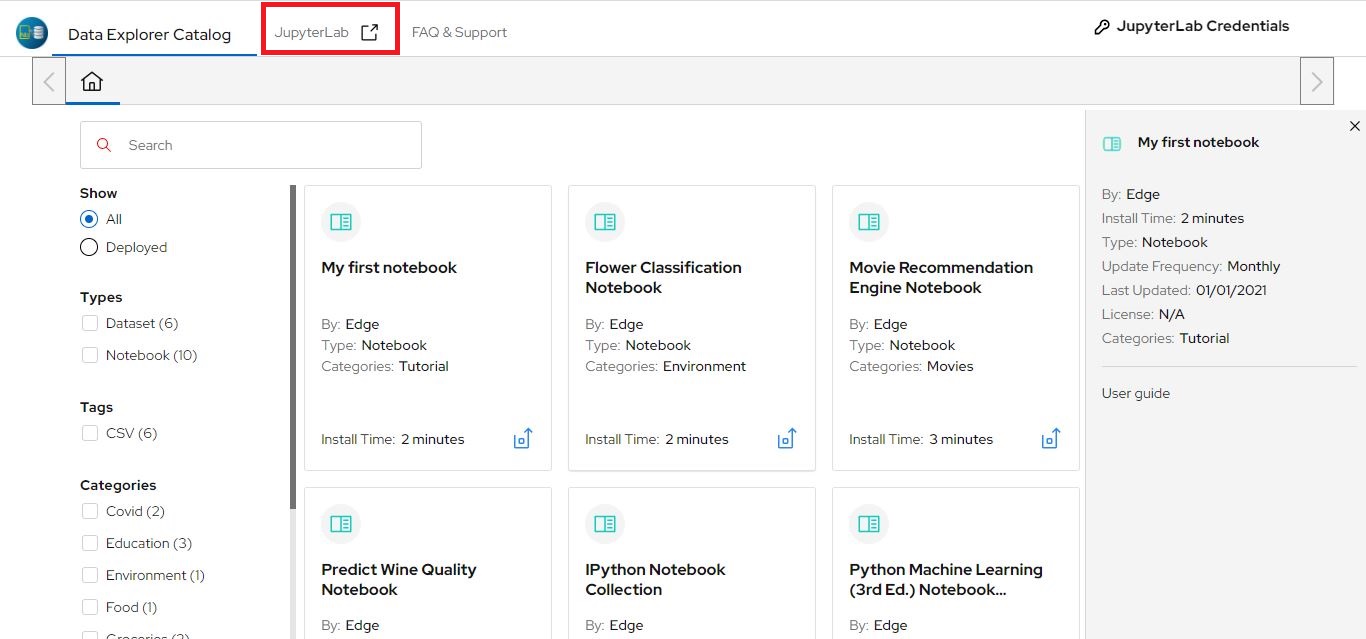 Data Explorer Catalog
JupyterLab
FAQ & Support
JupyterLab Credentials
Search
Show
All
Deployed
Types
Dataset (6)
Notebook (10)
Tags
CSV (6)
Categories
Covid (2)
Education (3)
Environment (1)
Food (1)
My first notebook
By: Edge
Type: Notebook
Categories: Tutorial
Install Time: 2 minutes
Flower Classification
Notebook
By: Edge
Type: Notebook
Categories: Environment
Install Time: 2 minutes
Movie Recommendation
Engine Notebook
By: Edge
Type: Notebook
Categories: Movies
Install Time: 3 minutes
Predict Wine Quality
Notebook
By: Edge
IPython Notebook
Collection
By: Edge
Python Machine Learning
(3rd Ed.) Notebook...
By: Edge
My first notebook
By: Edge
Install Time: 2 minutes
Type: Notebook
Update Frequency: Monthly
Last Updated: 01/01/2021
License: N/A
Categories: Tutorial
User guide